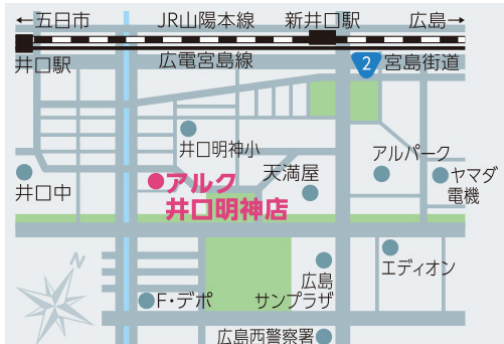 ←五日市
JR山陽本線
新井口駅
広島→
井口駅
広電宮島線
2
宮島街道
井口明神小
アルパーク
井口中
アルク
井口明神店
天満屋
ヤマダ
電機
エディオン
広島
サンプラザ
F・デポ
広島西警察署
N